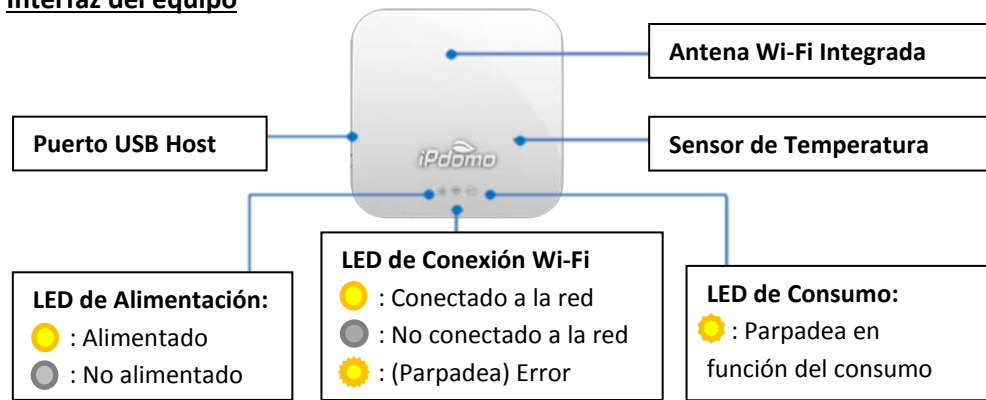 Interfaz del equipo
Antena Wi-Fi Integrada
Puerto USB Host
Sensor de Temperatura
iPdomo
LED de Alimentación:
: Alimentado
: No alimentado
LED de Conexión Wi-Fi
: Conectado a la red
: No conectado a la red
: (Parpadea) Error
LED de Consumo:
: Parpadea en
función del consumo